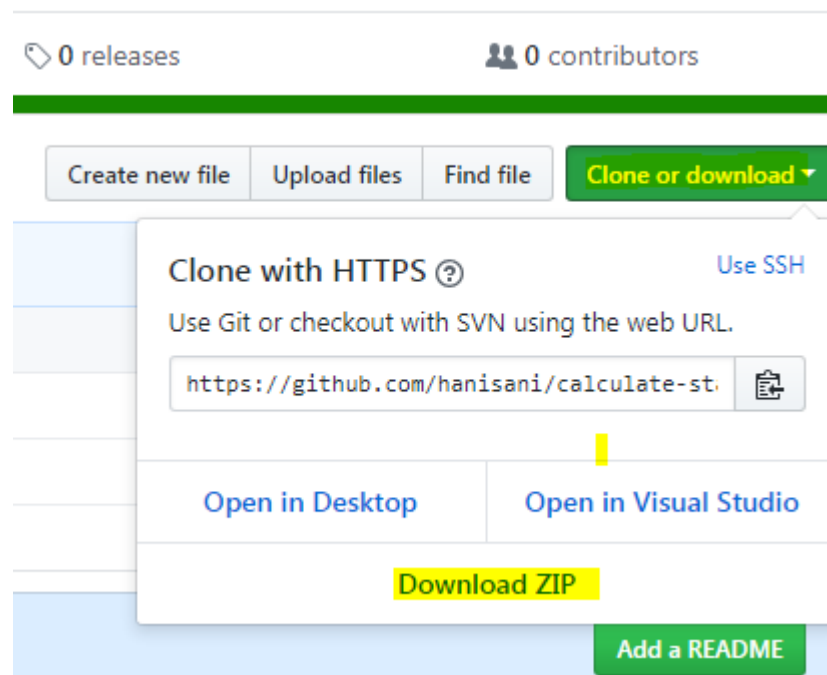 0 releases 0 contributors
Create new file Upload files Find file Clone or download
Clone with HTTPS ? Use SSH
Use Git or checkout with SVN using the web URL.
https://github.com/hanisani/calculate-st
Open in Desktop Open in Visual Studio
Download ZIP
Add a README